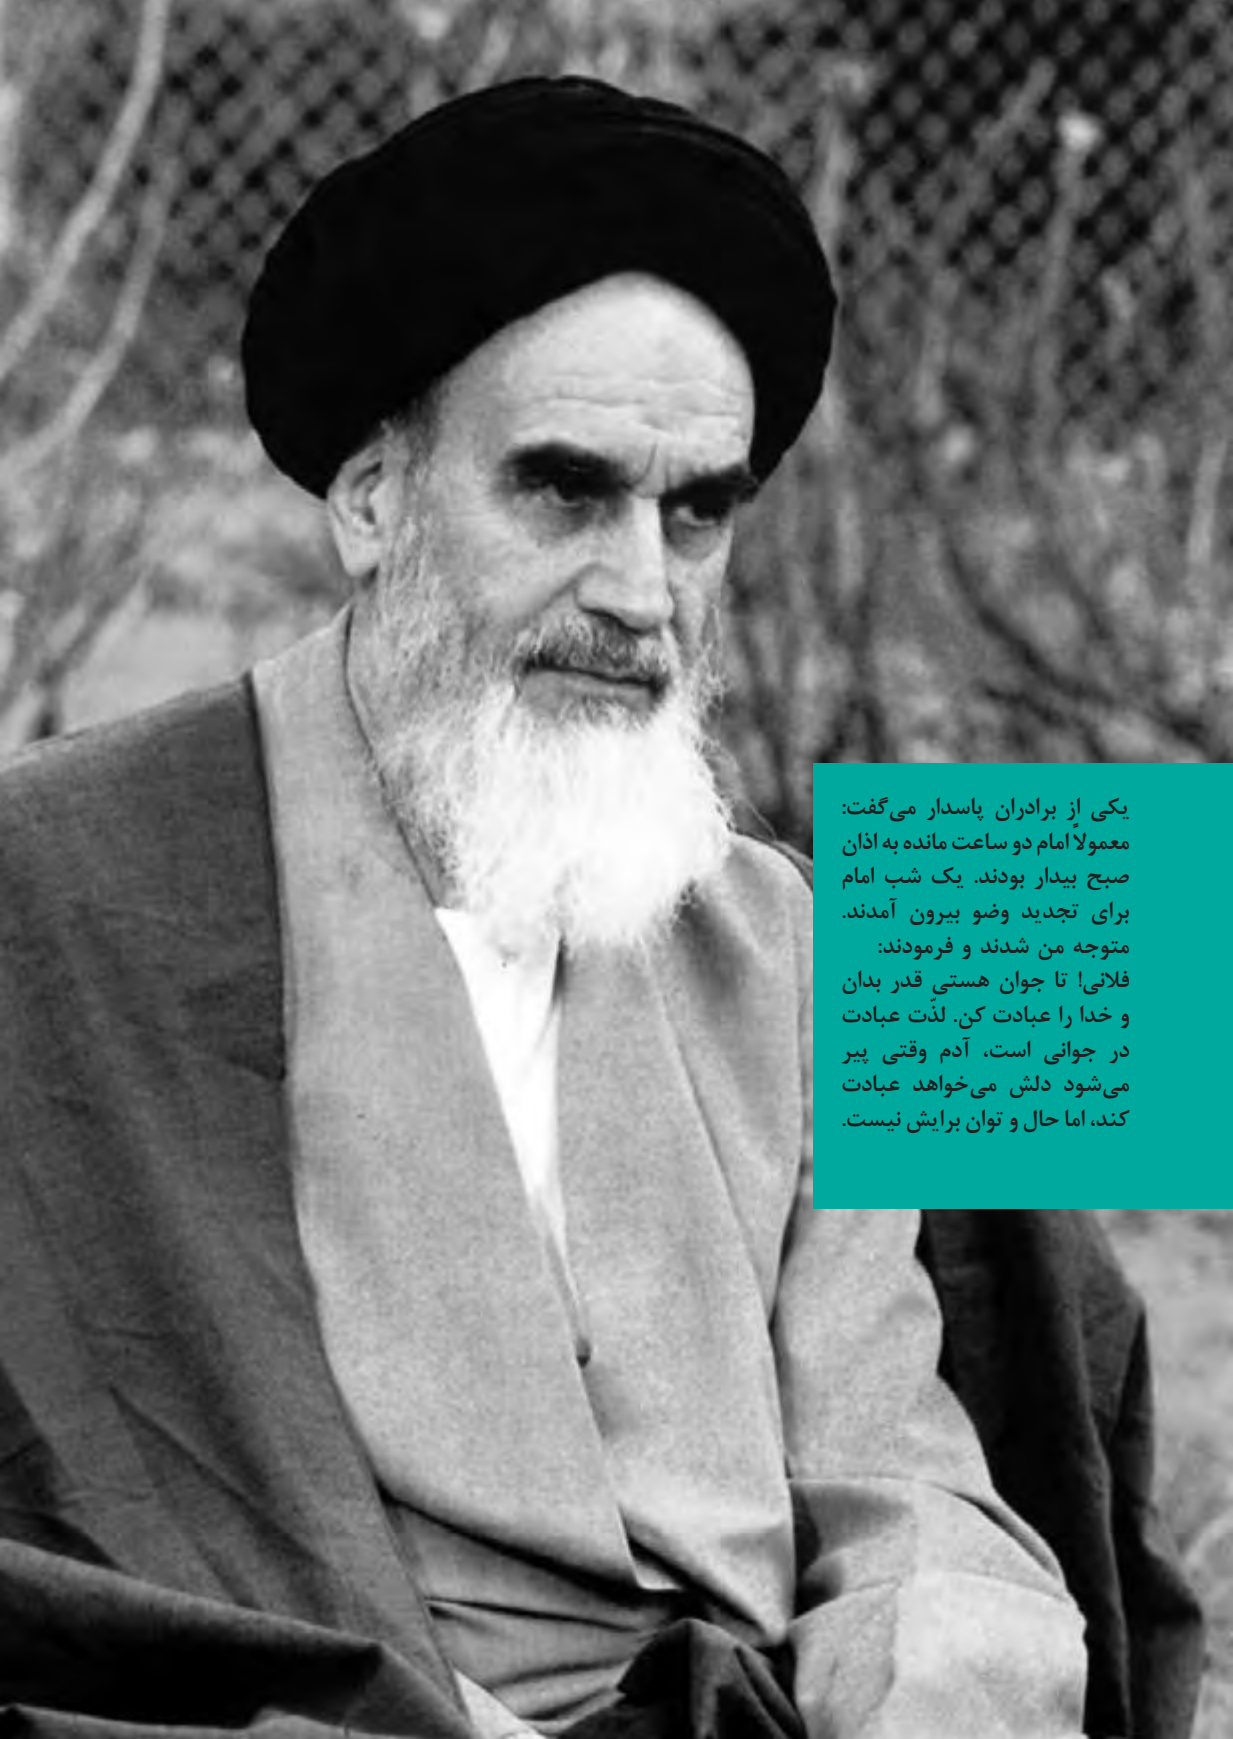 یکی از برادران پاسدار می‌گفت:
معمولاً امام دو ساعت مانده به اذان
صبح بیدار بودند. یک شب امام
برای تجدید وضو بیرون آمدند.
متوجه من شدند و فرمودند:
فلانی! تا جوان هستی قدر بدان
و خدا را عبادت کن. لذّت عبادت
در جوانی است، آدم وقتی پیر
می‌شود دلش می‌خواهد عبادت
کند، اما حال و توان برایش نیست.